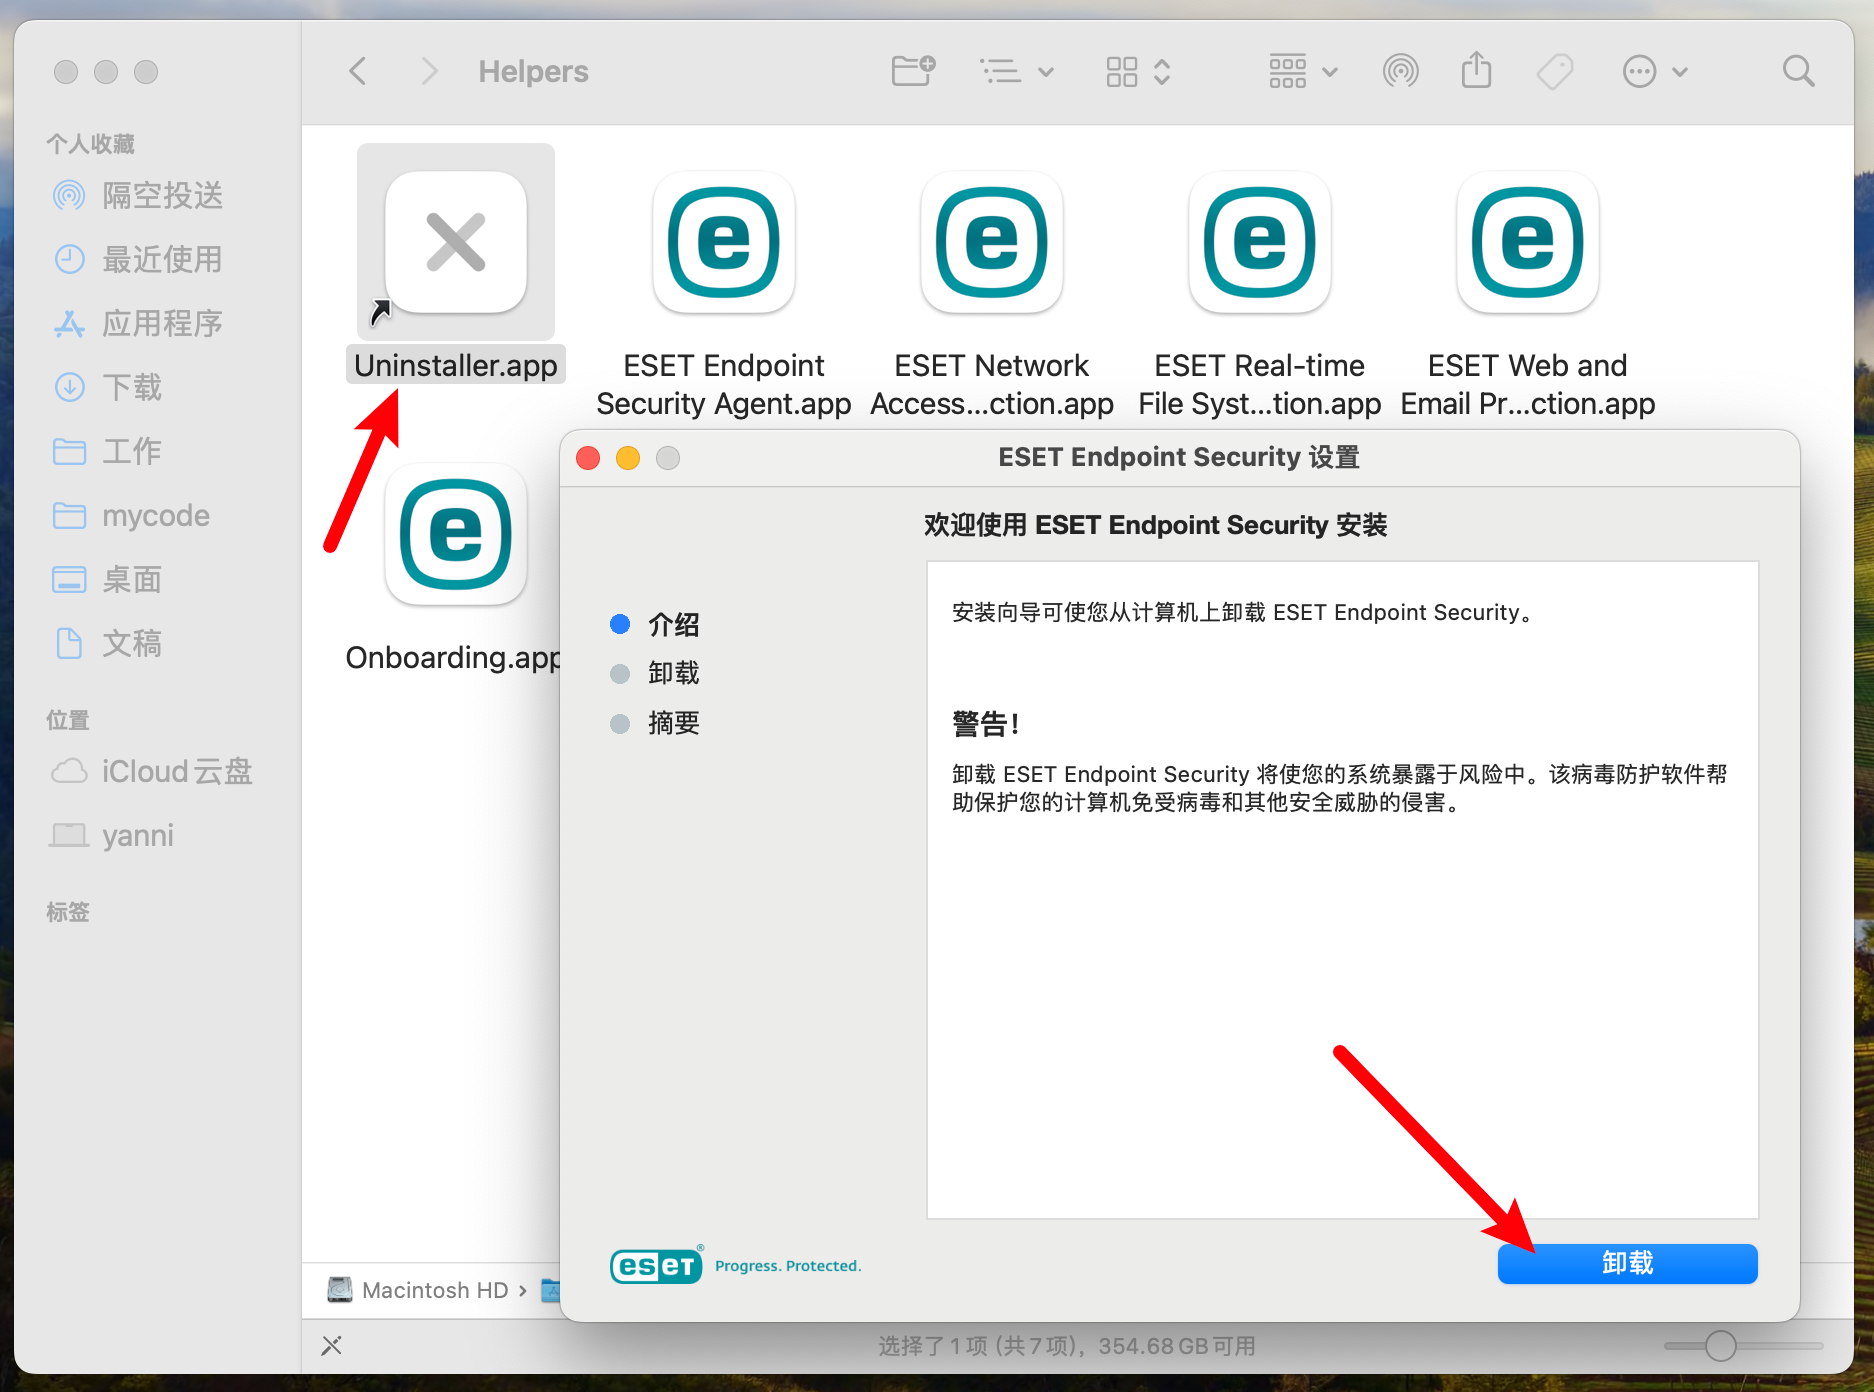 Helpers
个人收藏
隔空投送
最近使用
应用程序
下载
工作
mycode
桌面
文稿
位置
iCloud云盘
yanni
标签
Uninstaller.app
ESET Endpoint
Security Agent.app
ESET Network
Access...ction.app
ESET Real-time
File Syst...tion.app
ESET Web and
Email Pr...ction.app
Onboarding.app
ESET Endpoint Security 设置
欢迎使用 ESET Endpoint Security 安装
介绍
卸载
摘要
安装向导可使您从计算机上卸载 ESET Endpoint Security。
警告！
卸载 ESET Endpoint Security 将使您的系统暴露于风险中。该病毒防护软件帮
助保护您的计算机免受病毒和其他安全威胁的侵害。
eseT® Progress. Protected.
卸载
Macintosh HD ›
选择了1项 (共7项)，354.68 GB可用